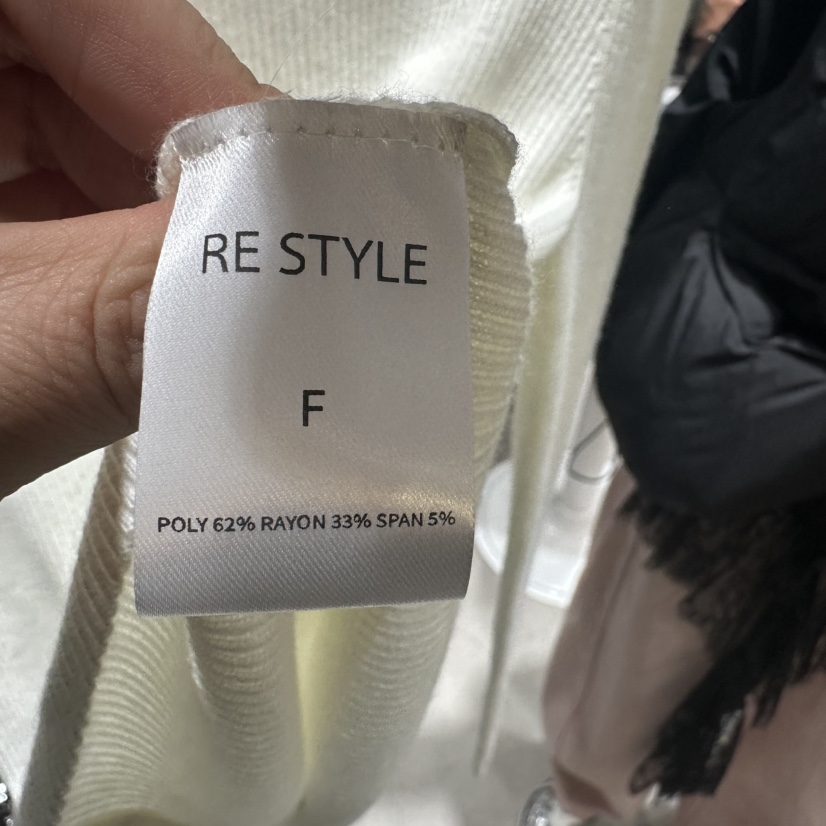 RE STYLE
F
POLY 62% RAYON 33% SPAN 5%